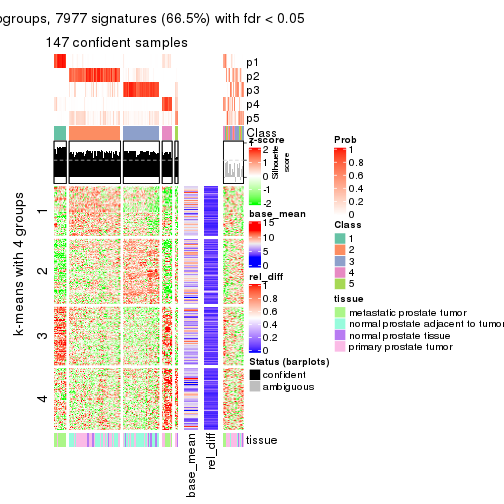 ogroups, 7977 signatures (66.5%) with fdr < 0.05
147 confident samples
p1
p2
p3
p4
p5
Class
Silhouette
score
k-means with 4 groups
1
2
3
4
base_mean
rel_diff
tissue
z-score
2
1
0
-1
-2
base_mean
15
10
5
0
rel_diff
1
0.8
0.6
0.4
0.2
0
Status (barplots)
confident
ambiguous
Prob
1
0.8
0.6
0.4
0.2
0
Class
1
2
3
4
5
tissue
metastatic prostate tumor
normal prostate adjacent to tumor
normal prostate tissue
primary prostate tumor